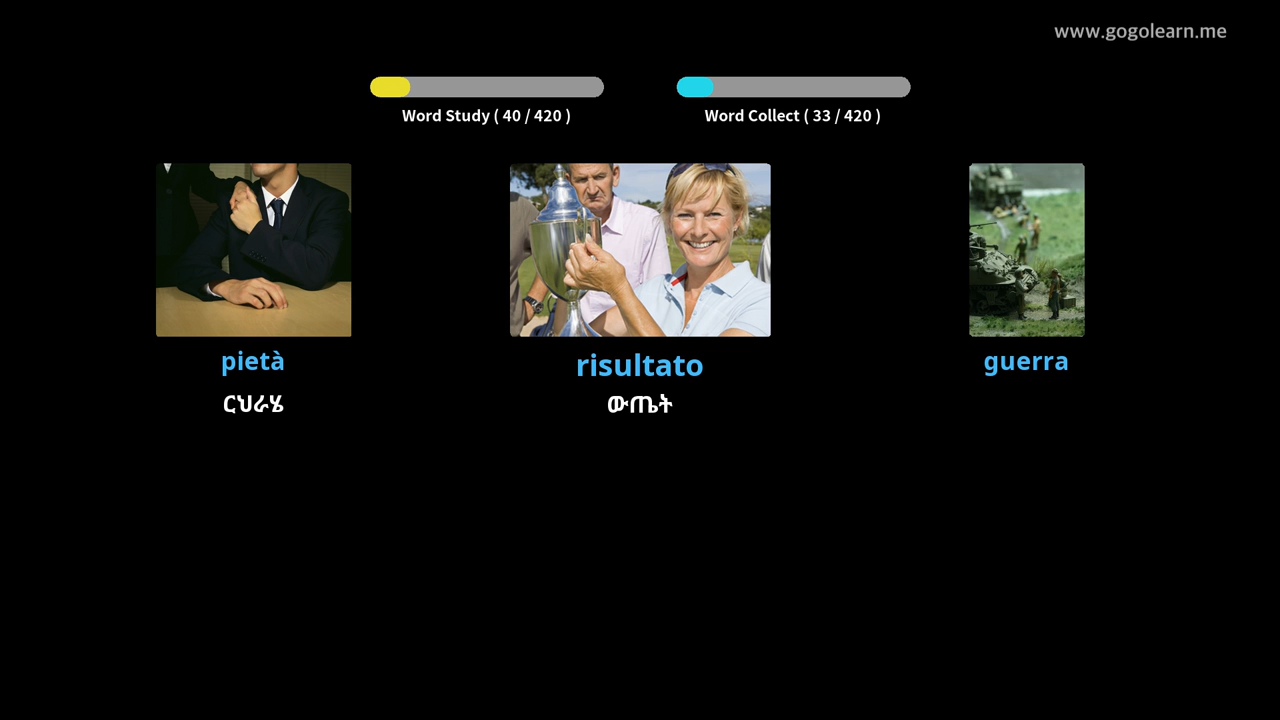 www.gogolearn.me
Word Study ( 40 / 420 )
Word Collect ( 33 / 420 )
pietà
risultato
guerra
ርህራሄ
ውጤት